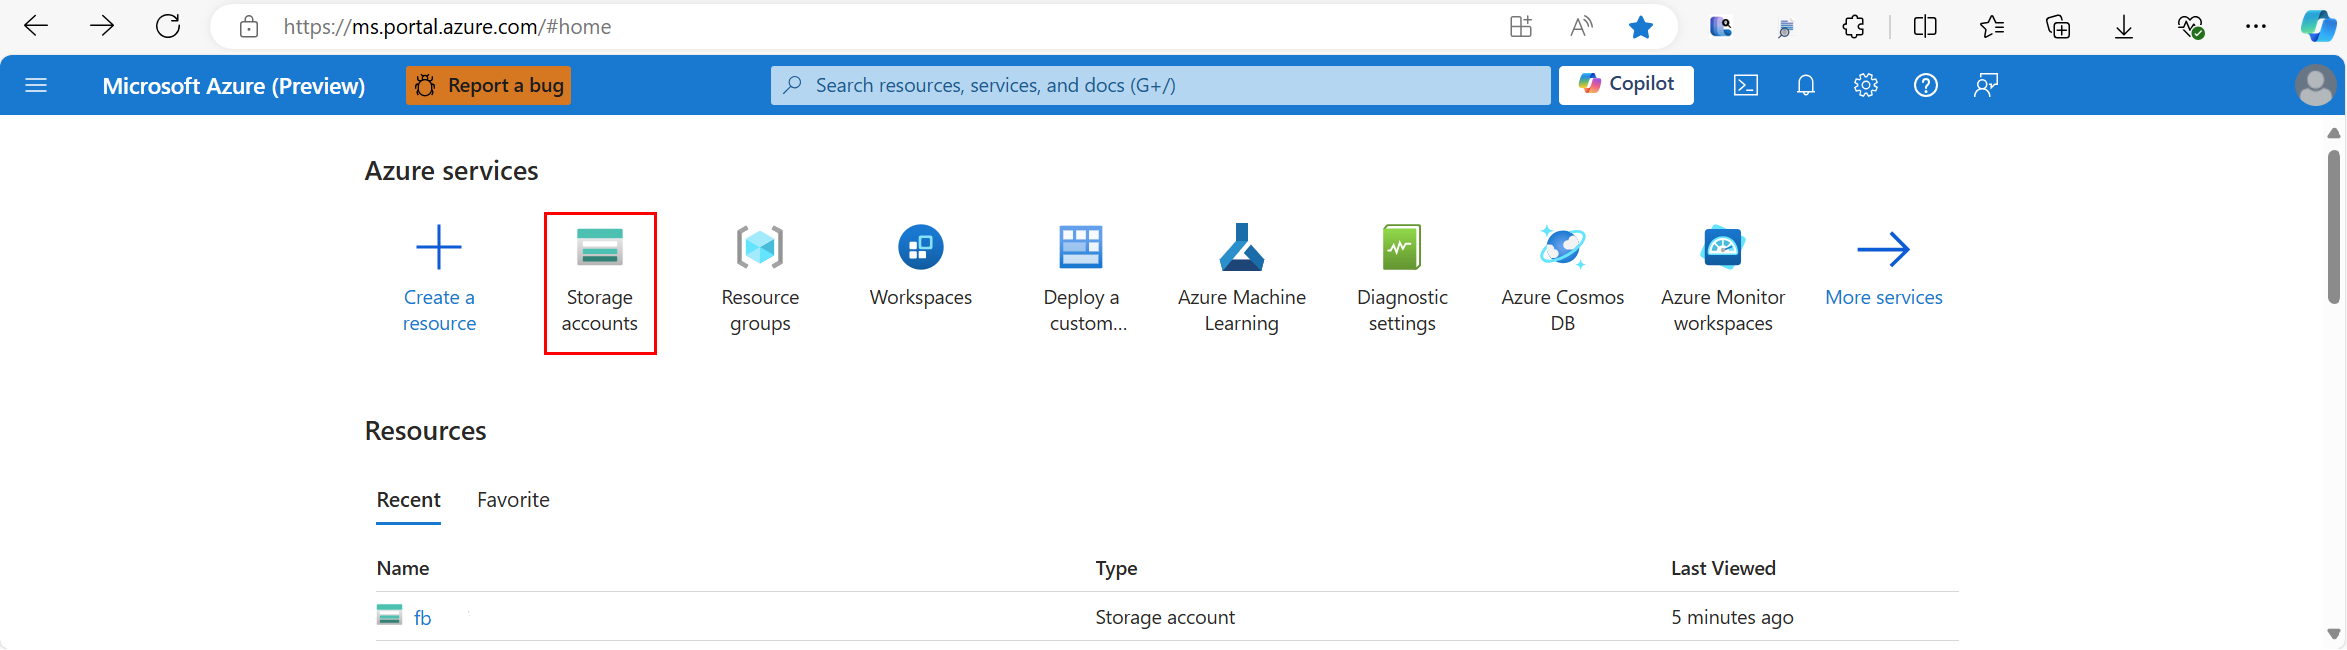 https://ms.portal.azure.com/#home
Microsoft Azure (Preview)
Report a bug
Search resources, services, and docs (G+/)
Copilot
Azure services
Create a resource
Storage accounts
Resource groups
Workspaces
Deploy a custom...
Azure Machine Learning
Diagnostic settings
Azure Cosmos DB
Azure Monitor workspaces
More services
Resources
Recent Favorite
Name Type Last Viewed
fb Storage account 5 minutes ago